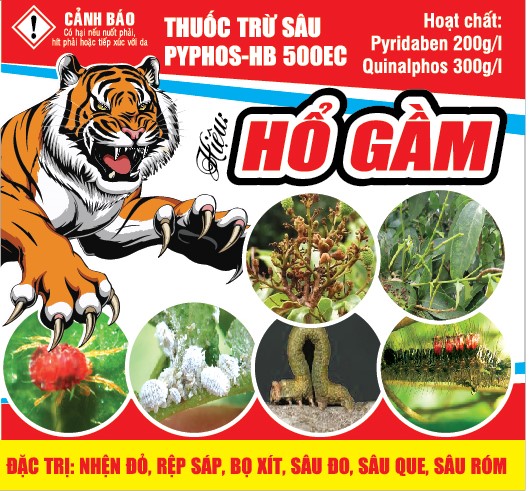 CẢNH BÁO
Có hại nếu nuốt phải,
hít phải hoặc tiếp xúc với da
THUỐC TRỪ SÂU
PYPHOS-HB 500EC
Hoạt chất:
Pyridaben 200g/l
Quinalphos 300g/l
Hiệu:
HỔ GẦM
ĐẶC TRỊ: NHỆN ĐỎ, RỆP SÁP, BỌ XÍT, SÂU ĐO, SÂU QUE, SÂU RÓM